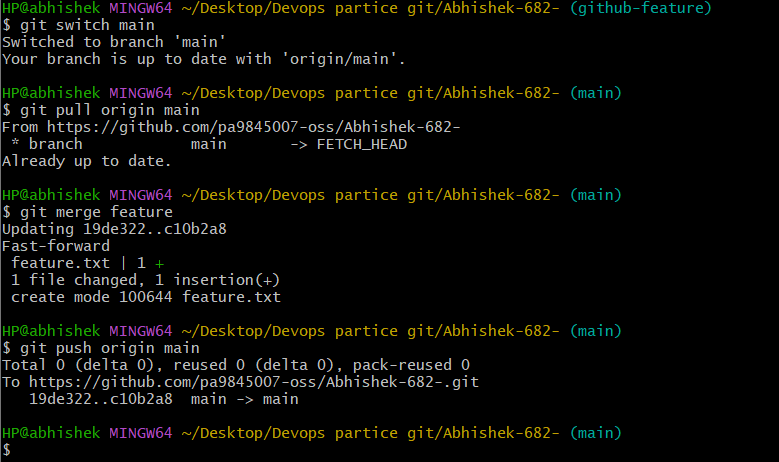 HP@abhishek MINGW64 ~/Desktop/Devops partice git/Abhishek-682- (github-feature)
$ git switch main
Switched to branch 'main'
Your branch is up to date with 'origin/main'.
HP@abhishek MINGW64 ~/Desktop/Devops partice git/Abhishek-682- (main)
$ git pull origin main
From https://github.com/pa9845007-oss/Abhishek-682-
 * branch            main       -> FETCH_HEAD
Already up to date.
HP@abhishek MINGW64 ~/Desktop/Devops partice git/Abhishek-682- (main)
$ git merge feature
Updating 19de322..c10b2a8
Fast-forward
 feature.txt | 1 +
 1 file changed, 1 insertion(+)
 create mode 100644 feature.txt
HP@abhishek MINGW64 ~/Desktop/Devops partice git/Abhishek-682- (main)
$ git push origin main
Total 0 (delta 0), reused 0 (delta 0), pack-reused 0
To https://github.com/pa9845007-oss/Abhishek-682-.git
   19de322..c10b2a8  main -> main
HP@abhishek MINGW64 ~/Desktop/Devops partice git/Abhishek-682- (main)
$